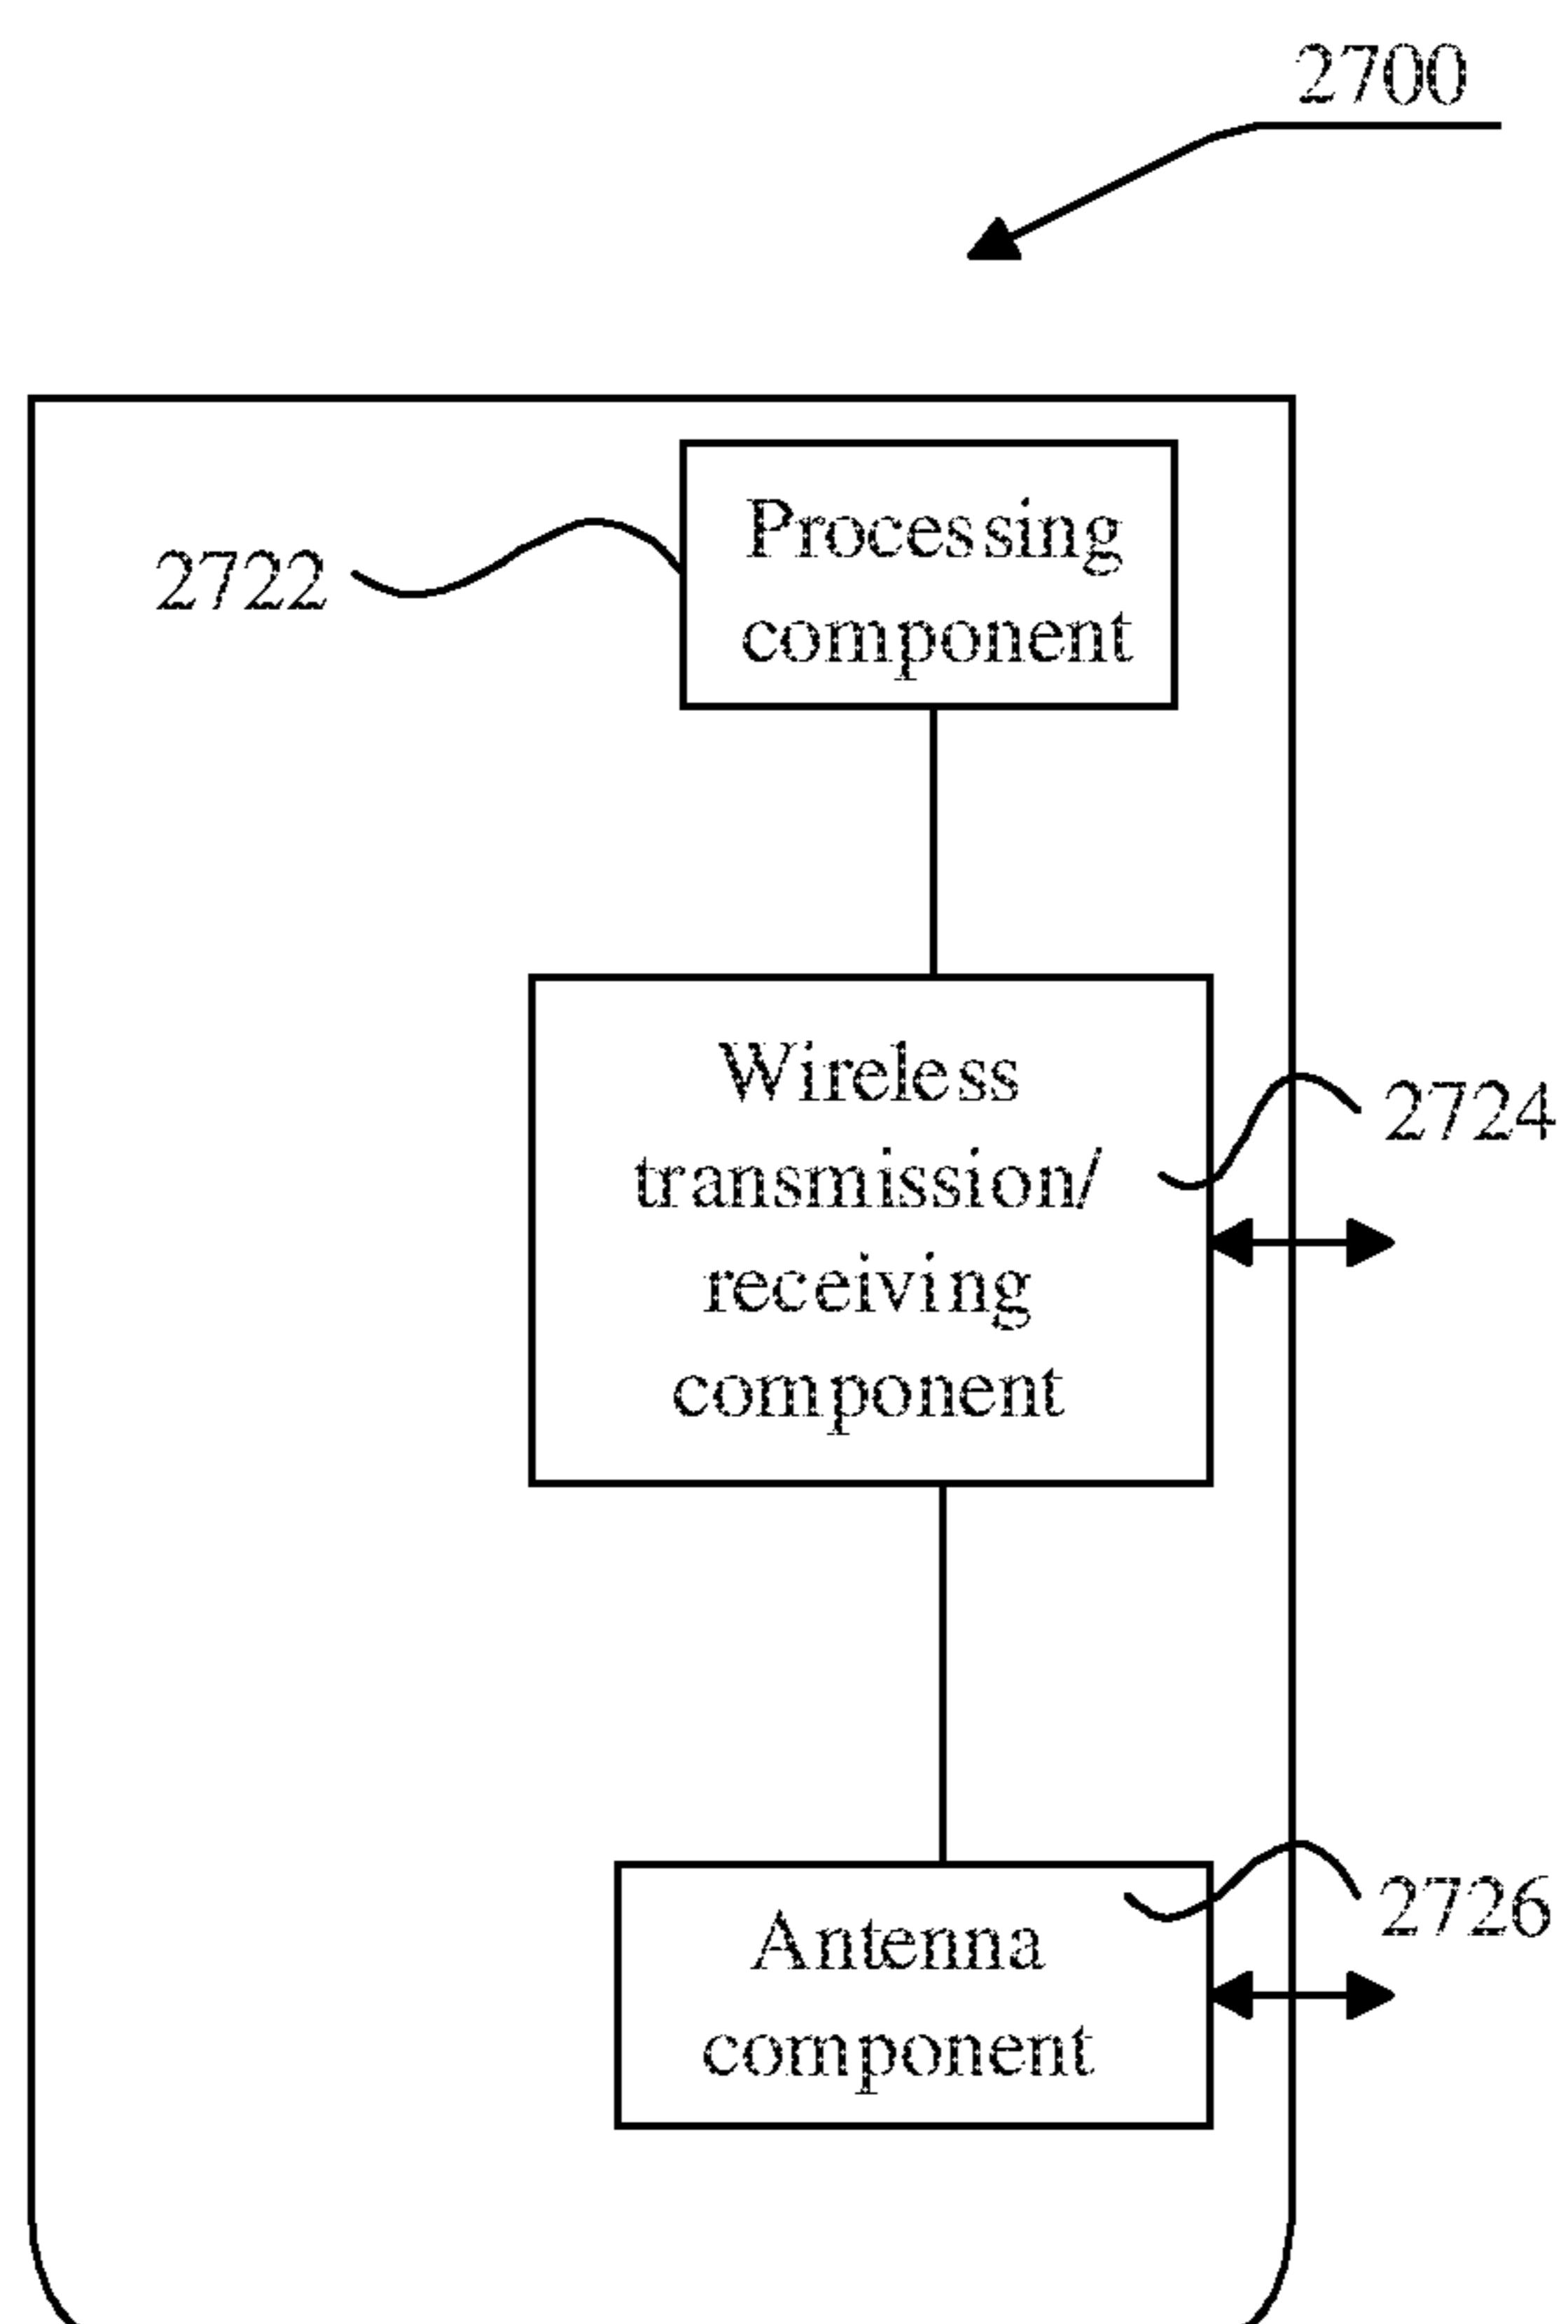 2700
Processing
component
2722
Wireless
transmission/
receiving
component
2724
Antenna
component
2726